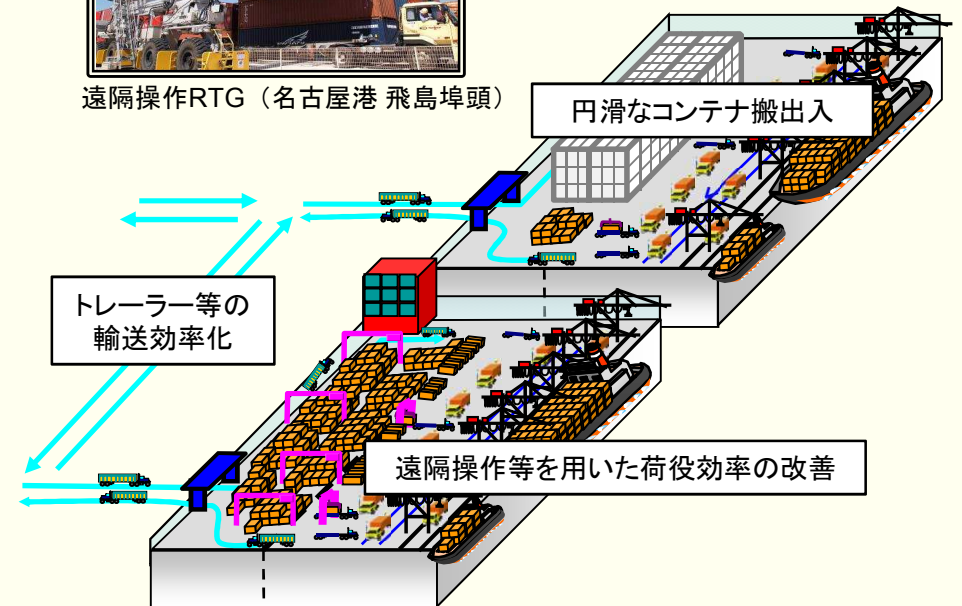 遠隔操作RTG（名古屋港 飛島埠頭）
円滑なコンテナ搬出入
トレーラー等の
輸送効率化
遠隔操作等を用いた荷役効率の改善